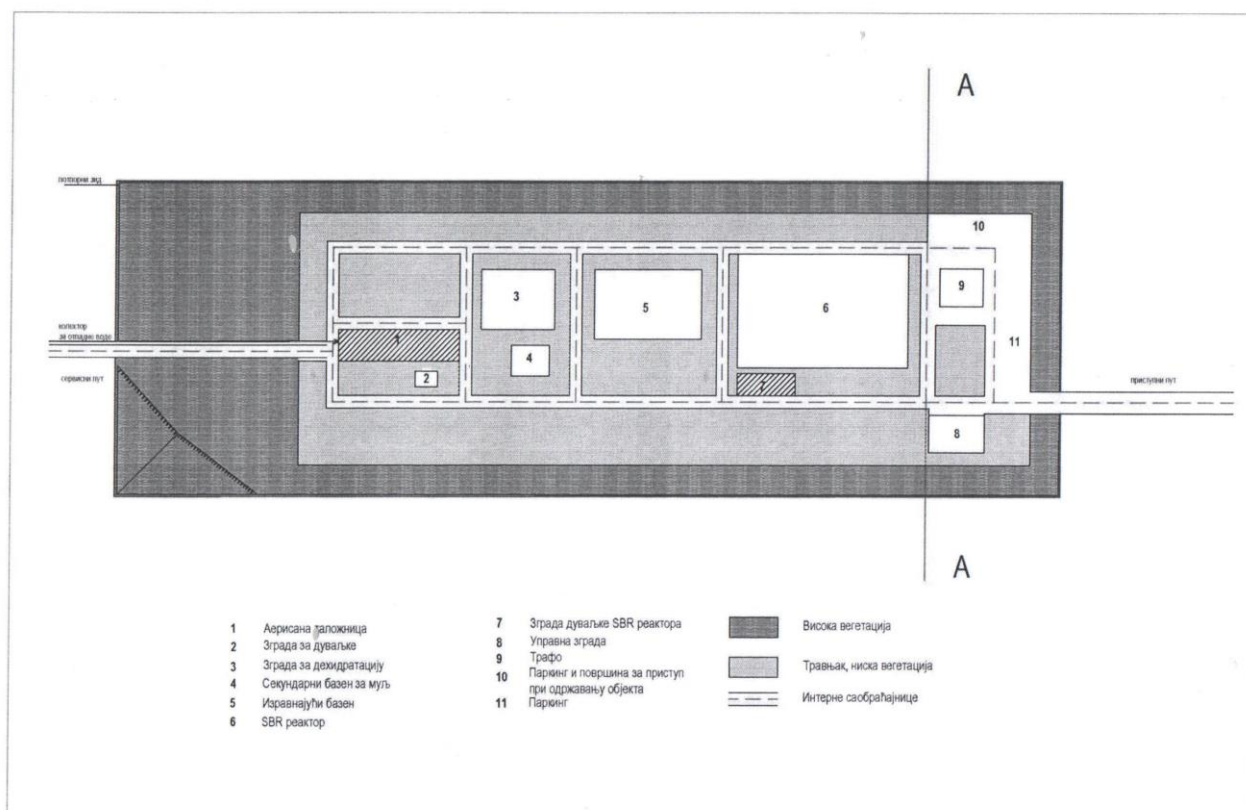 A
потпорни зид
10
9
3
5
6
1
колектор
за отпадне воде
11
4
2
7
сервисни пут
приступни пут
8
A
1 Аерисана таложница
2 Зграда за дуваљке
3 Зграда за дехидратацију
4 Секундарни базен за муљ
5 Изравнајући базен
6 SBR реактор
7 Зграда дуваљке SBR реактора
8 Управна зграда
9 Трафо
10 Паркинг и површина за приступ
при одржавању објекта
11 Паркинг
Висока вегетација
Травњак, ниска вегетација
Интерне саобраћајнице